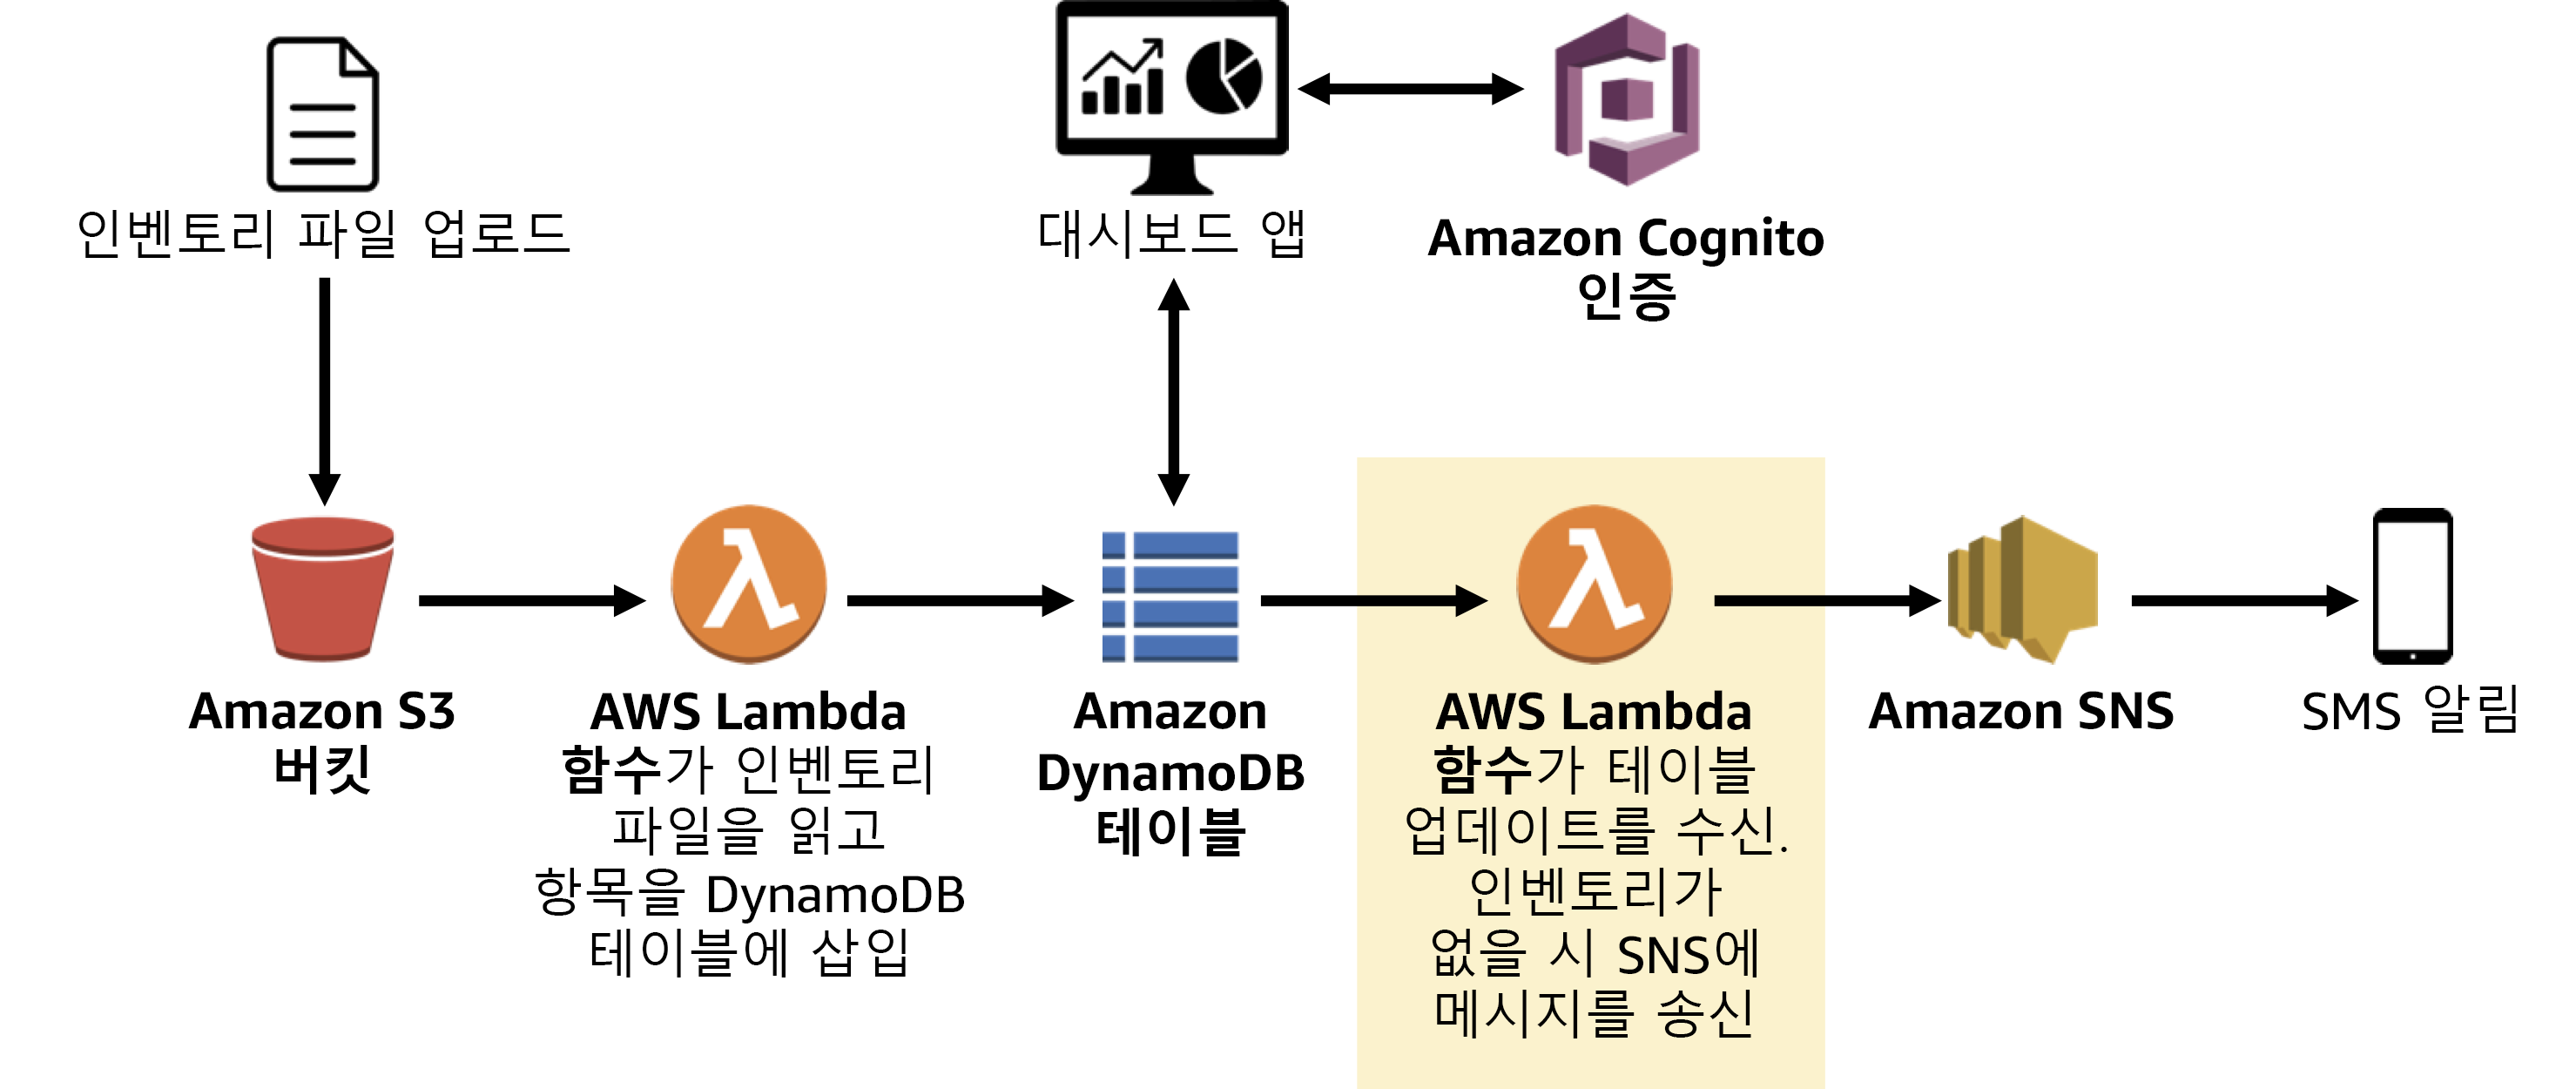 인벤토리 파일 업로드
대시보드 앱
Amazon Cognito
인증
Amazon S3
버킷
AWS Lambda
함수가 인벤토리
파일을 읽고
항목을 DynamoDB
테이블에 삽입
Amazon
DynamoDB
테이블
AWS Lambda
함수가 테이블
업데이트를 수신.
인벤토리가
없을 시 SNS에
메시지를 송신
Amazon SNS
SMS 알림